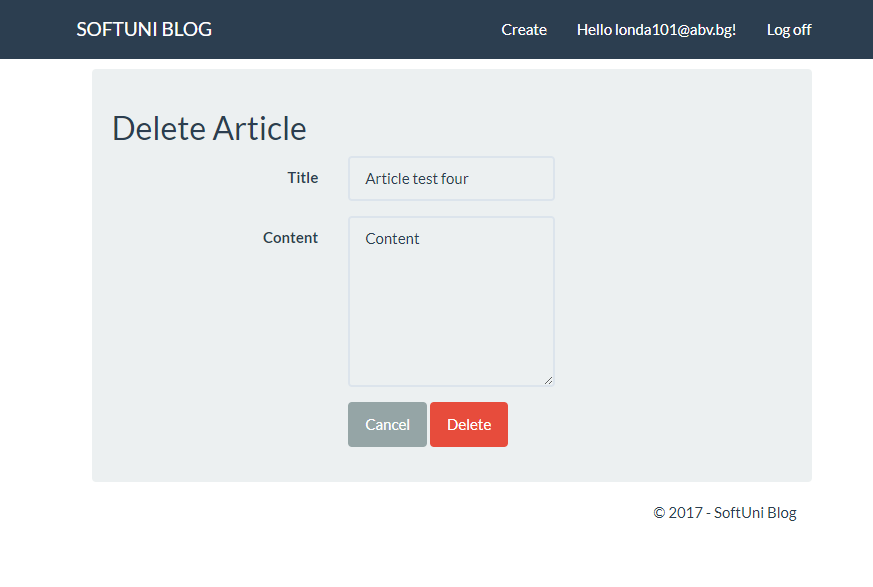 SOFTUNI BLOG Create Hello londa101@abv.bg! Log off
Delete Article
Title Article test four
Content Content
Cancel Delete
© 2017 - SoftUni Blog